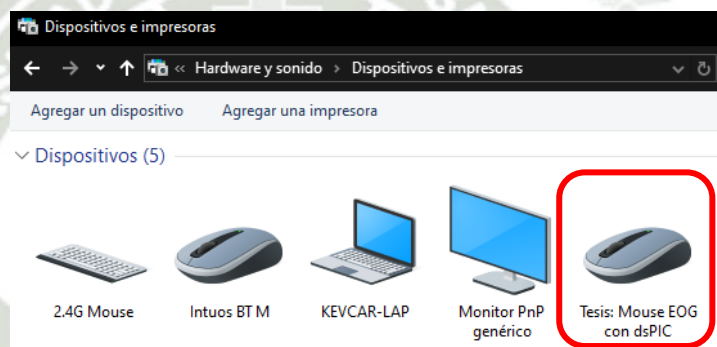 Dispositivos e impresoras
« Hardware y sonido > Dispositivos e impresoras
Agregar un dispositivo Agregar una impresora
Dispositivos (5)
2.4G Mouse
Intuos BT M
KEVCAR-LAP
Monitor PnP
genérico
Tesis: Mouse EOG
con dsPIC